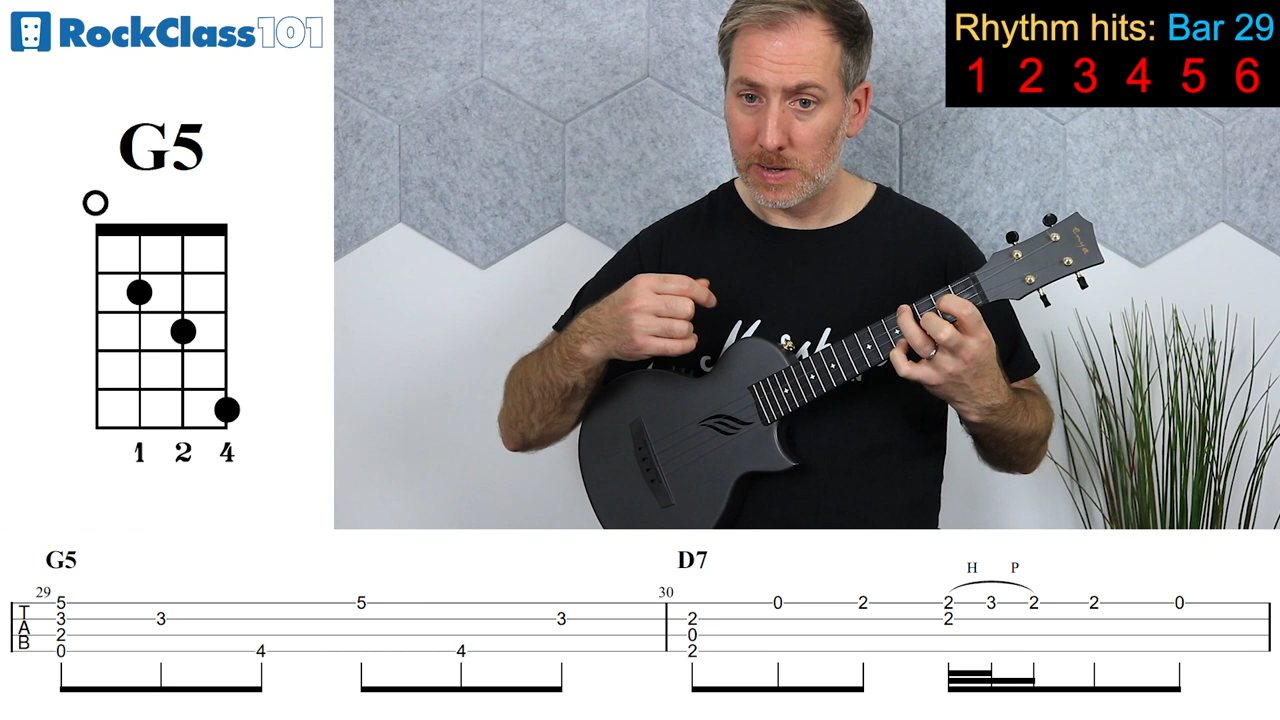 RockClass101
Rhythm hits: Bar 29
1 2 3 4 5 6
G5
1 2 4
G5 D7
H P
29 30
T
A
B
5 5 0 2 2 3 2 2 0
3 3 3 2 2
2 0
0 4 4 2